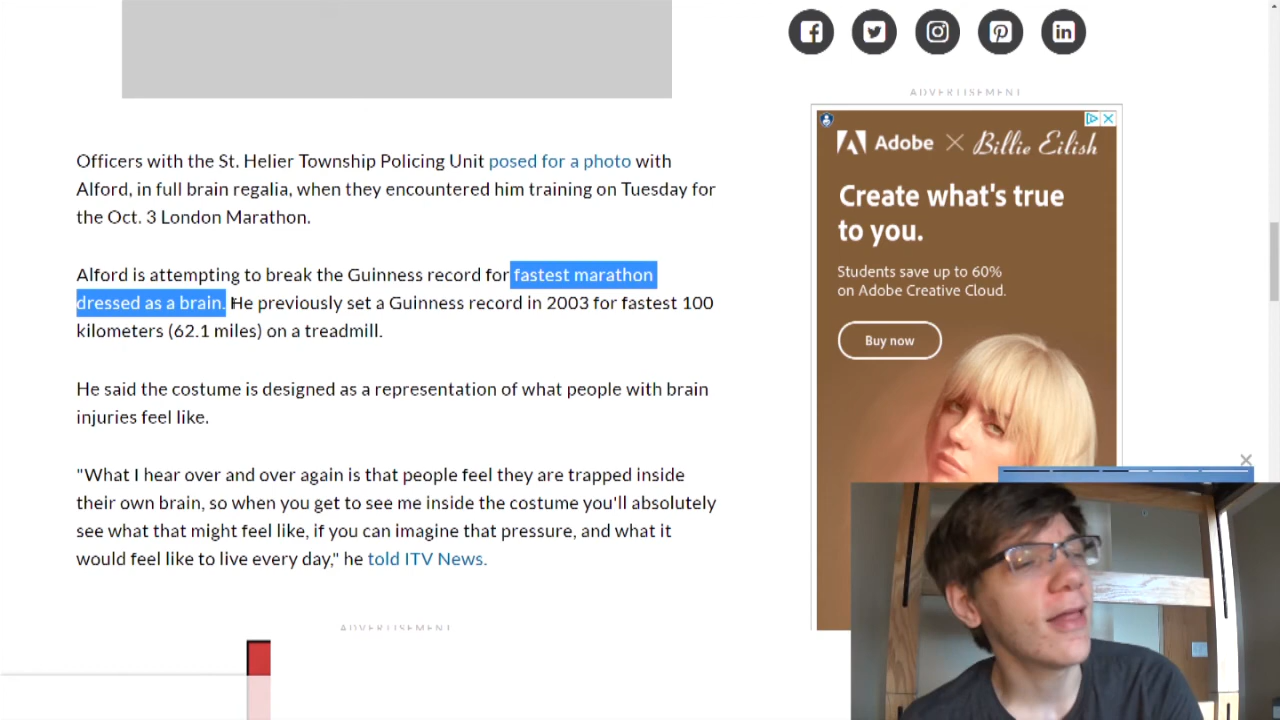 ADVERTISEMENT
Adobe × Billie Eilish
Create what's true
to you.
Students save up to 60%
on Adobe Creative Cloud.
Buy now
Officers with the St. Helier Township Policing Unit posed for a photo with
Alford, in full brain regalia, when they encountered him training on Tuesday for
the Oct. 3 London Marathon.
Alford is attempting to break the Guinness record for fastest marathon
dressed as a brain. He previously set a Guinness record in 2003 for fastest 100
kilometers (62.1 miles) on a treadmill.
He said the costume is designed as a representation of what people with brain
injuries feel like.
"What I hear over and over again is that people feel they are trapped inside
their own brain, so when you get to see me inside the costume you'll absolutely
see what that might feel like, if you can imagine that pressure, and what it
would feel like to live every day," he told ITV News.
ADVERTISEMENT